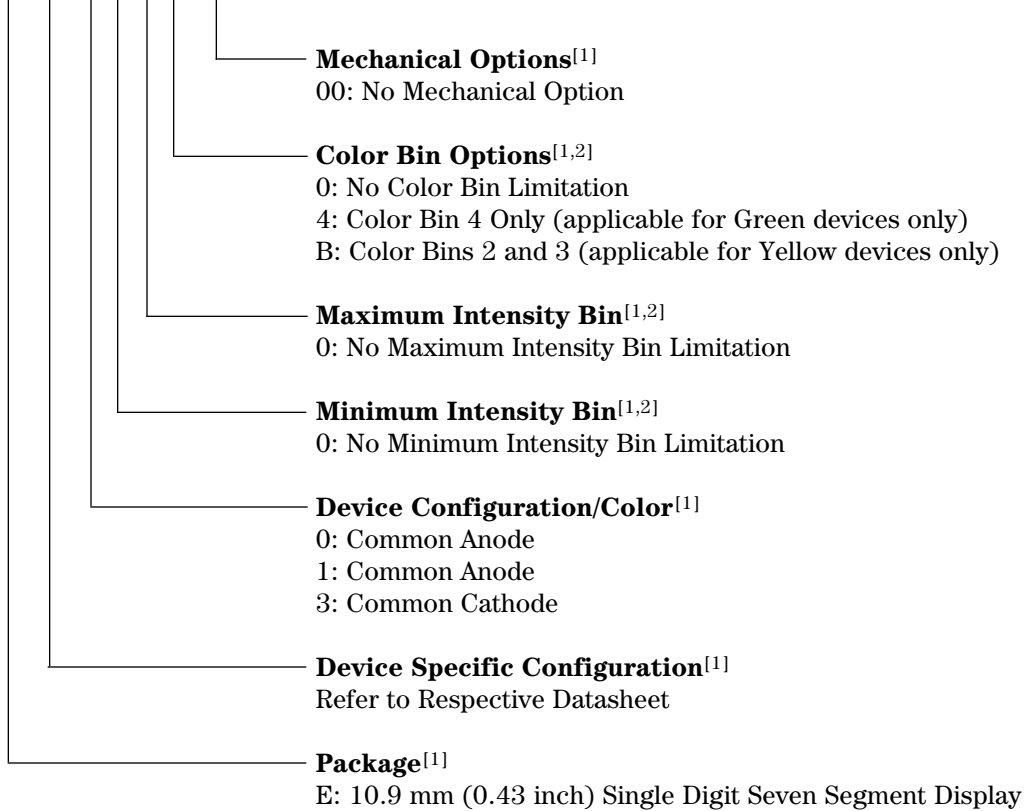 Mechanical Options[1]
00: No Mechanical Option
Color Bin Options[1,2]
0: No Color Bin Limitation
4: Color Bin 4 Only (applicable for Green devices only)
B: Color Bins 2 and 3 (applicable for Yellow devices only)
Maximum Intensity Bin[1,2]
0: No Maximum Intensity Bin Limitation
Minimum Intensity Bin[1,2]
0: No Minimum Intensity Bin Limitation
Device Configuration/Color[1]
0: Common Anode
1: Common Anode
3: Common Cathode
Device Specific Configuration[1]
Refer to Respective Datasheet
Package[1]
E: 10.9 mm (0.43 inch) Single Digit Seven Segment Display